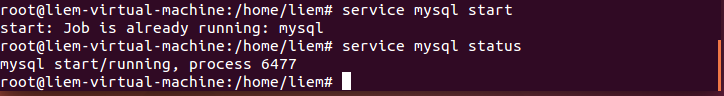 root@liem-virtual-machine:/home/liem# service mysql start
start: Job is already running: mysql
root@liem-virtual-machine:/home/liem# service mysql status
mysql start/running, process 6477
root@liem-virtual-machine:/home/liem#